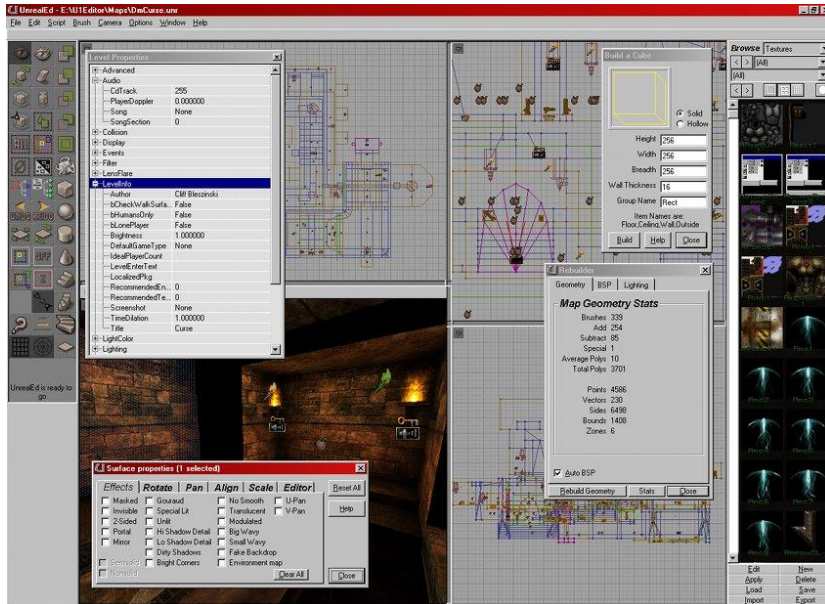 UnrealEd - E:\U1Editor\Maps\DmCurse.unr
File Edit Script Brush Camera Options Window Help
Level Properties
Advanced
Audio
CdTrack 255
PlayerDoppler 0.000000
Song None
SongSection 0
Collision
Display
Events
Filter
LensFlare
LevelInfo
Author Cliff Bleszinski
bCheckWalkSurfa... False
bHumansOnly False
bLonePlayer False
Brightness 1.000000
DefaultGameType None
IdealPlayerCount
LevelEnterText
LocalizedPkg
RecommendedEn... 0
RecommendedTe... 0
Screenshot None
TimeDilation 1.000000
Title Curse
LightColor
Lighting
UNDO REDO
OFF
UnrealEd is ready to
go
Build a Cube
Solid
Hollow
Height 256
Width 256
Breadth 256
Wall Thickness 16
Group Name Rect
Item Names are:
Floor,Ceiling,Wall,Outside
Build Help Close
Rebuilder
Geometry BSP Lighting
Map Geometry Stats
Brushes 339
Add 254
Subtract 85
Special 1
Average Polys 10
Total Polys 3701
Points 4586
Vectors 230
Sides 6498
Bounds 1408
Zones 6
Auto BSP
Rebuild Geometry Stats Close
Surface properties (1 selected)
Effects Rotate Pan Align Scale Editor
Masked Gouraud No Smooth U-Pan
Invisible Special Lit Translucent V-Pan
2-Sided Unlit Modulated
Portal Hi Shadow Detail Big Wavy
Mirror Lo Shadow Detail Small Wavy
Dirty Shadows Fake Backdrop
Semisolid Bright Corners Environment map
Nonsolid
Clear All
Reset All
Help
Close
Browse Textures
< > (All)
(All)
< >
Edit New
Apply Delete
Load Save
Import Export